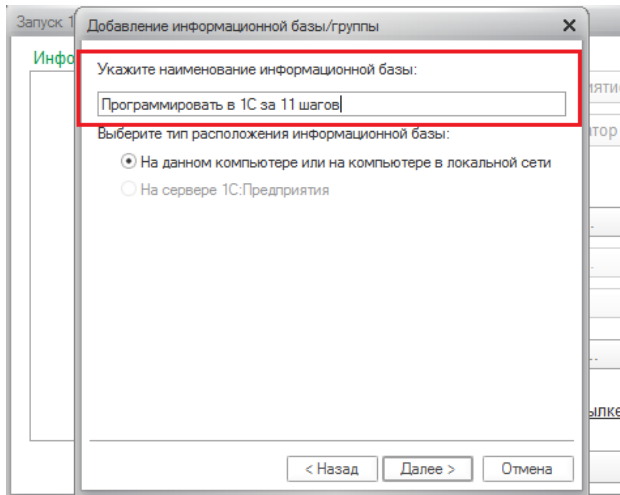 Запуск 1
Добавление информационной базы/группы
Укажите наименование информационной базы:
Программировать в 1С за 11 шагов
Выберите тип расположения информационной базы:
На данном компьютере или на компьютере в локальной сети
На сервере 1С:Предприятия
< Назад
Далее >
Отмена